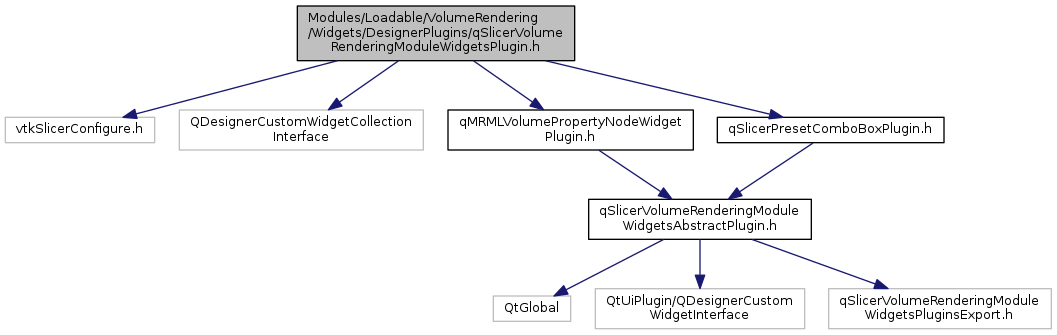 Modules/Loadable/VolumeRendering
/Widgets/DesignerPlugins/qSlicerVolume
RenderingModuleWidgetsPlugin.h
vtkSlicerConfigure.h
QDesignerCustomWidgetCollection
Interface
qMRMLVolumePropertyNodeWidget
Plugin.h
qSlicerPresetComboBoxPlugin.h
qSlicerVolumeRenderingModule
WidgetsAbstractPlugin.h
QtGlobal
QtUiPlugin/QDesignerCustom
WidgetInterface
qSlicerVolumeRenderingModule
WidgetsPluginsExport.h